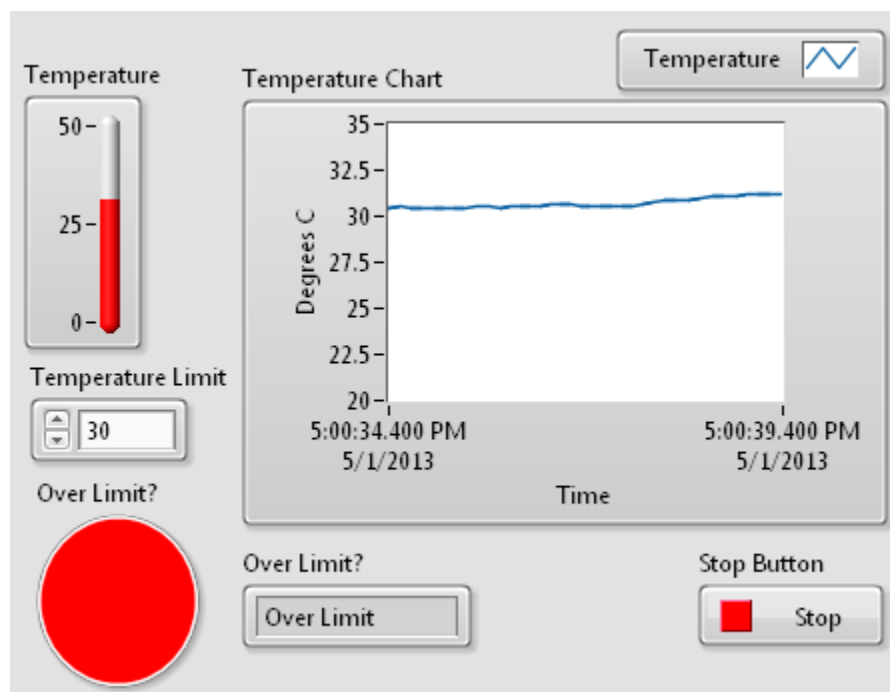 Temperature
Temperature
Temperature Chart
50
25
0
35
32.5
30
27.5
25
22.5
20
Degrees C
5:00:34.400 PM
5/1/2013
5:00:39.400 PM
5/1/2013
Time
Temperature Limit
30
Over Limit?
Over Limit?
Over Limit
Stop Button
Stop